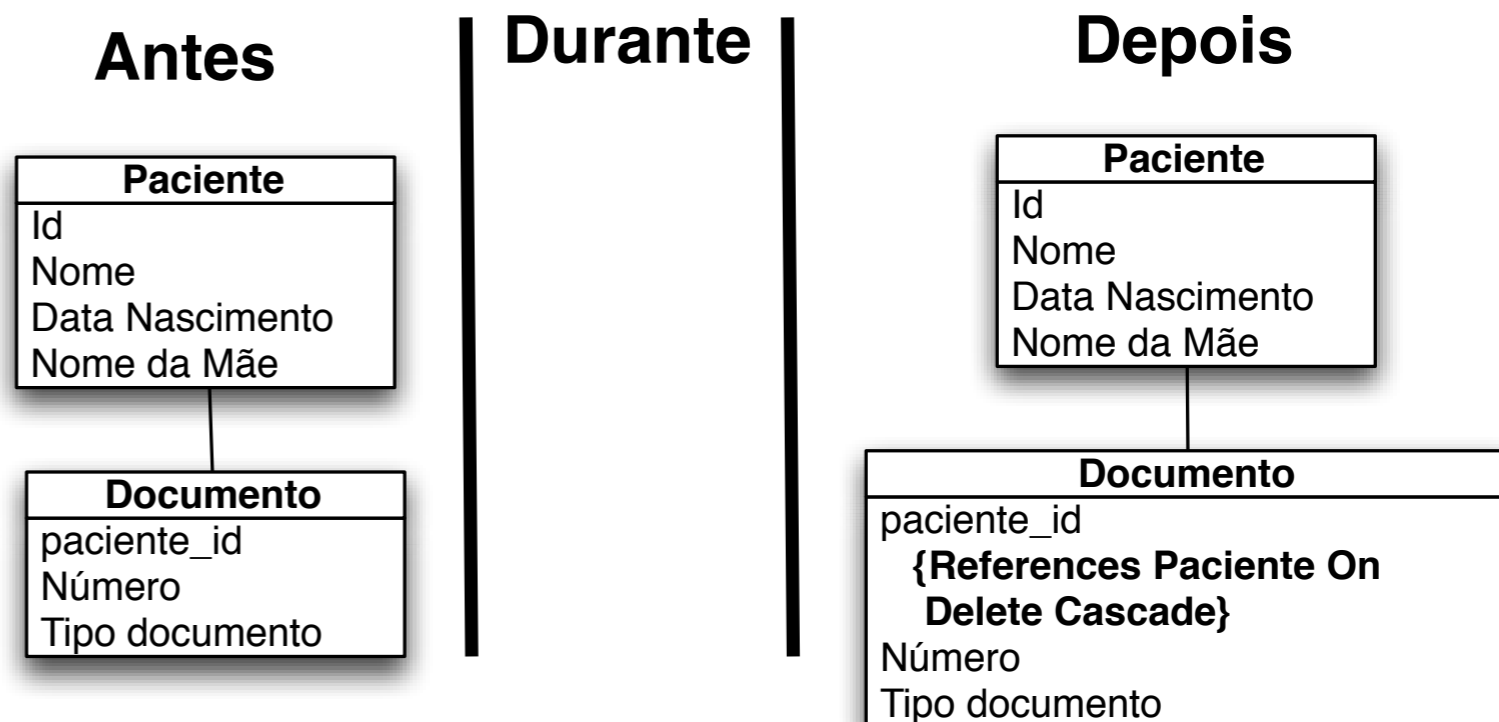 Antes
Durante
Depois
Paciente
Id
Nome
Data Nascimento
Nome da Mãe
Documento
paciente_id
Número
Tipo documento
Paciente
Id
Nome
Data Nascimento
Nome da Mãe
Documento
paciente_id
{References Paciente On
Delete Cascade}
Número
Tipo documento